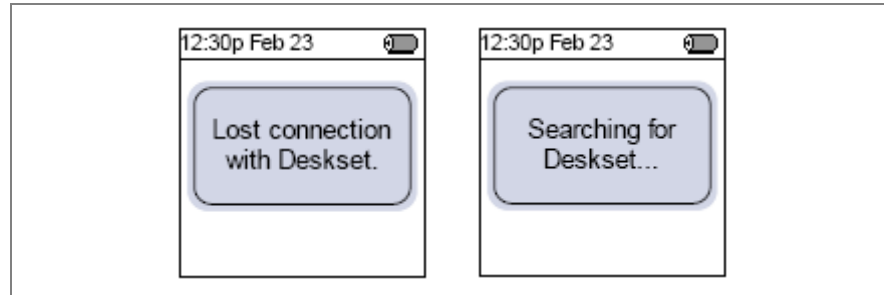 12:30p Feb 23
Lost connection
with Deskset.
12:30p Feb 23
Searching for
Deskset...